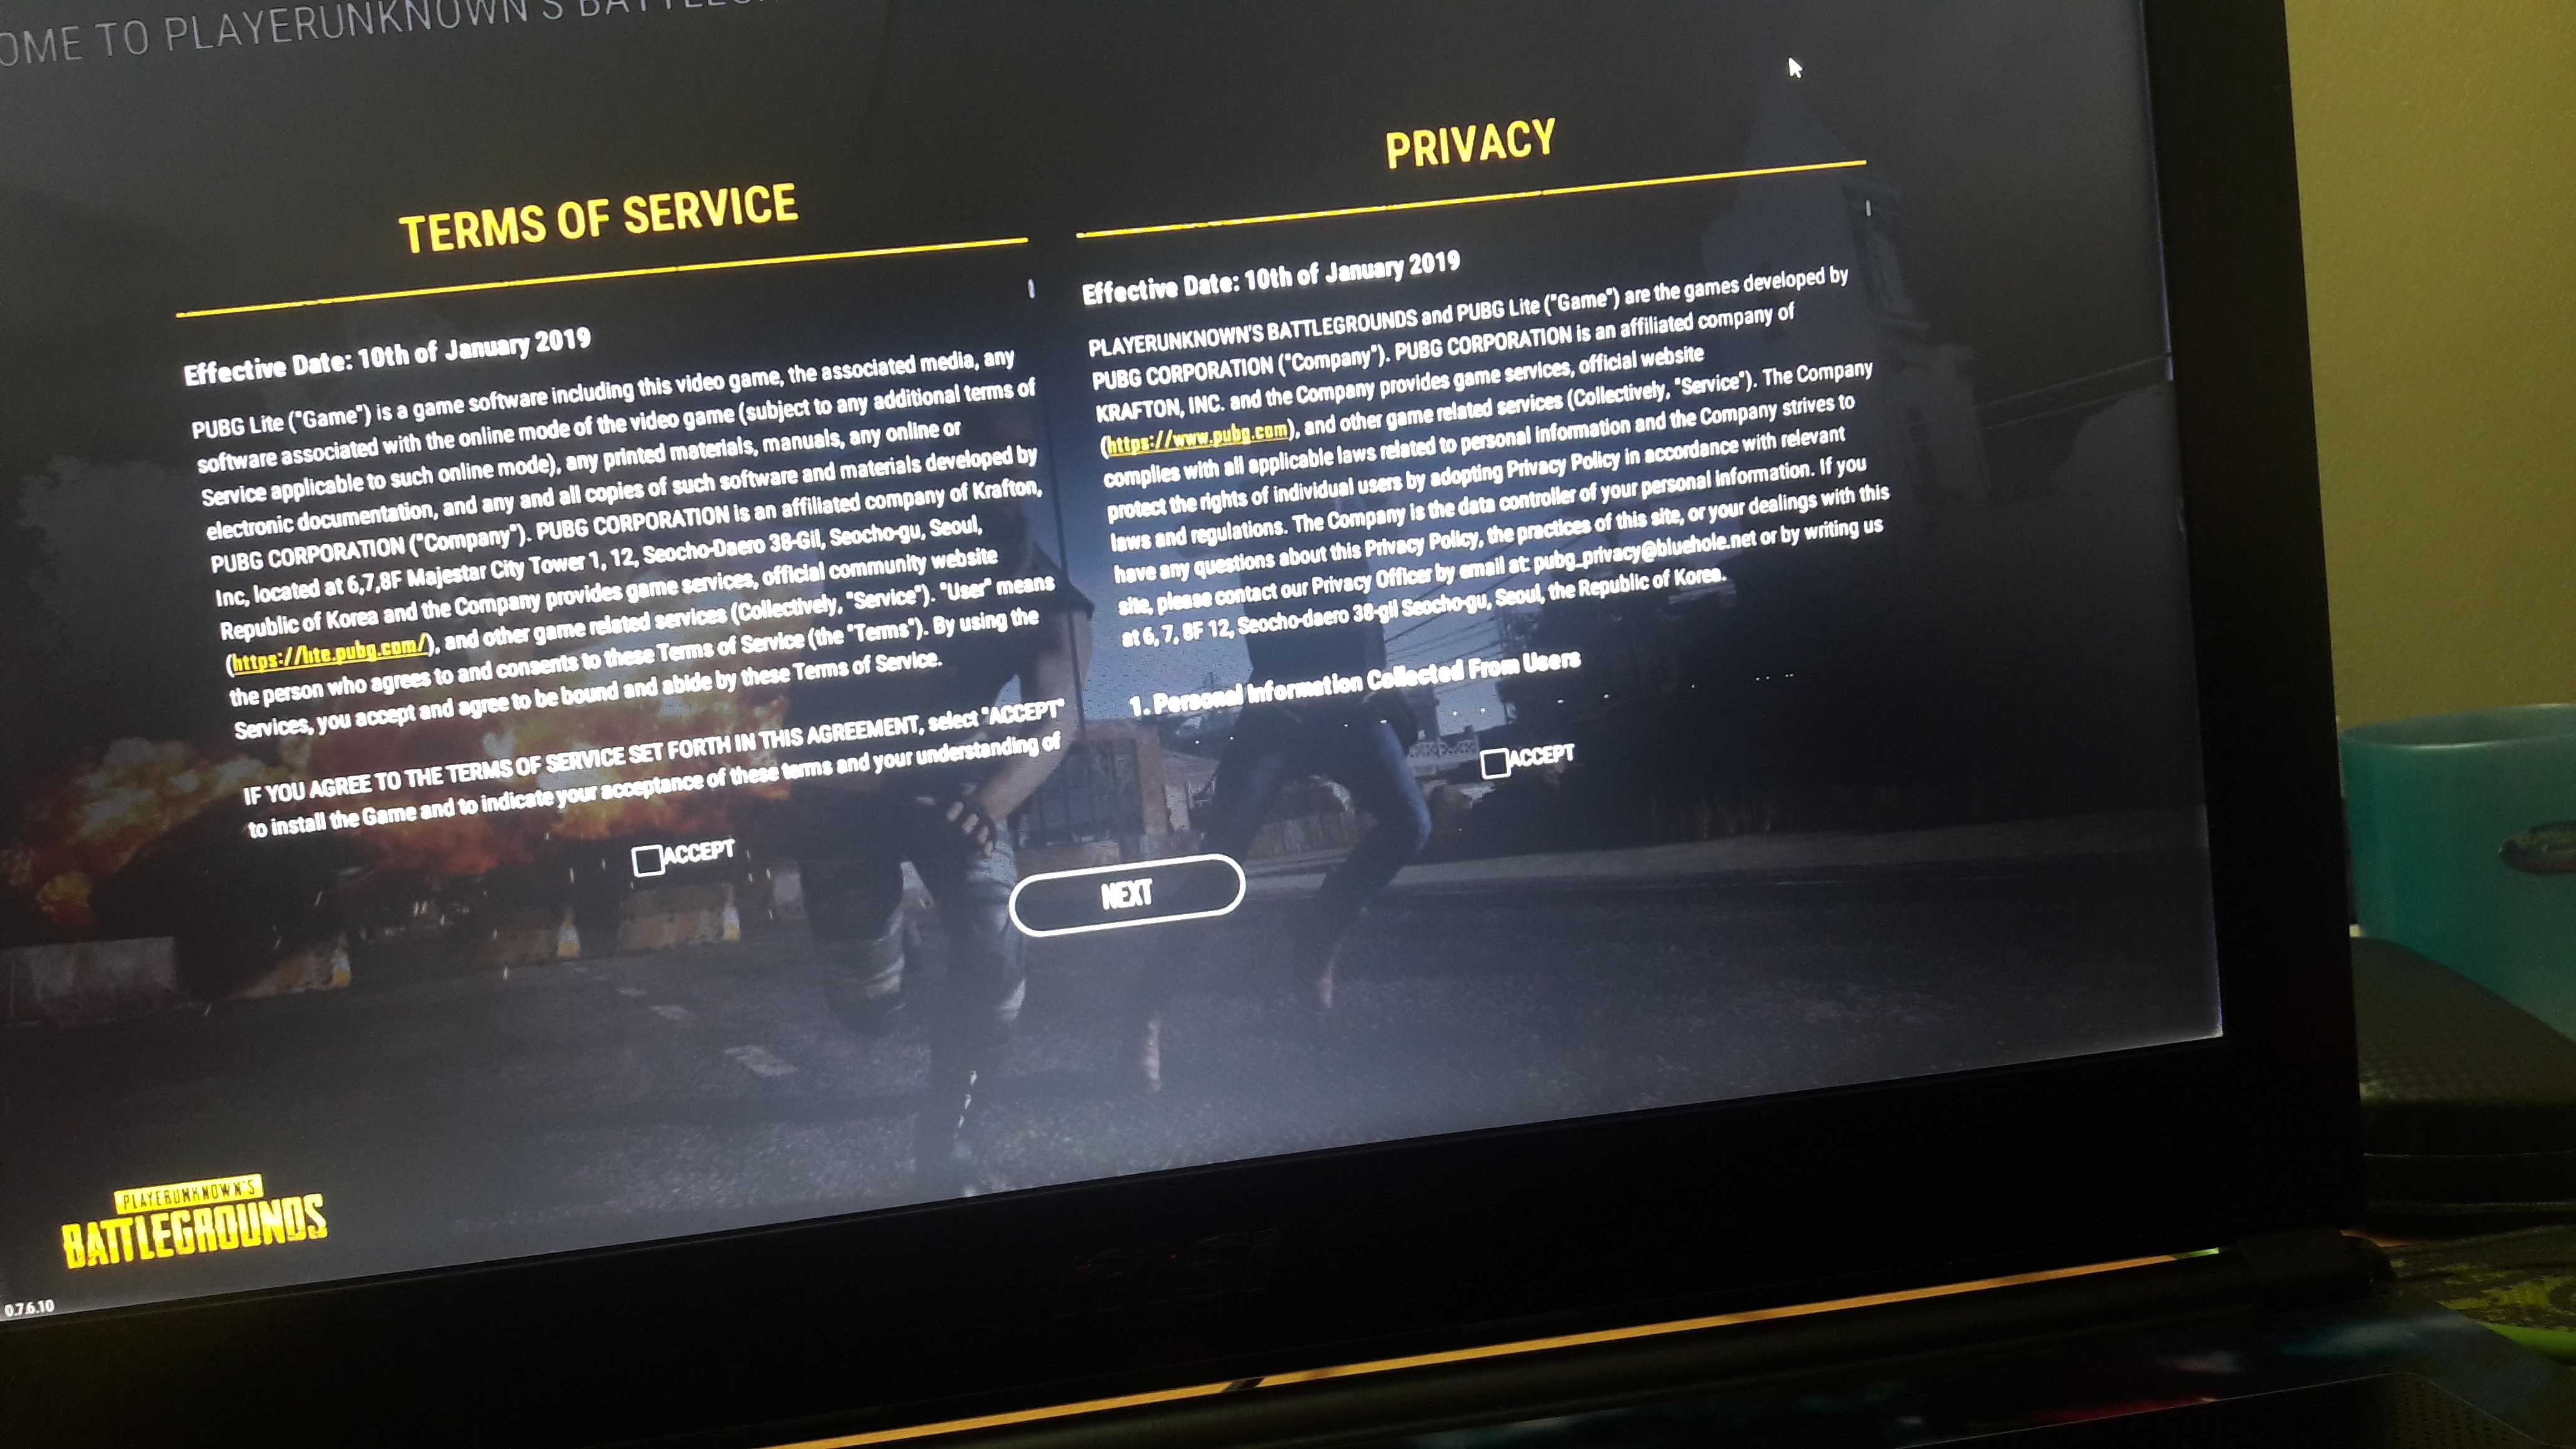 OME TO PLAYERUNKNOWN'S
TERMS OF SERVICE
Effective Date: 10th of January 2019
PUBG Lite ("Game") is a game software including this video game, the associated media, any
software associated with the online mode of the video game (subject to any additional terms of
Service applicable to such online mode), any printed materials, manuals, any online or
electronic documentation, and any and all copies of such software and materials developed by
PUBG CORPORATION ("Company"). PUBG CORPORATION is an affiliated company of Krafton,
Inc, located at 6,7,8F Majestar City Tower 1, 12, Seocho-Daero 38-Gil, Seocho-gu, Seoul,
Republic of Korea and the Company provides game services, official community website
(https://lite.pubg.com/), and other game related services (Collectively, "Service"). "User" means
the person who agrees to and consents to these Terms of Service (the "Terms"). By using the
Services, you accept and agree to be bound and abide by these Terms of Service.
IF YOU AGREE TO THE TERMS OF SERVICE SET FORTH IN THIS AGREEMENT, select "ACCEPT"
to install the Game and to indicate your acceptance of these terms and your understanding of
ACCEPT
PRIVACY
Effective Date: 10th of January 2019
PLAYERUNKNOWN'S BATTLEGROUNDS and PUBG Lite ("Game") are the games developed by
PUBG CORPORATION ("Company"). PUBG CORPORATION is an affiliated company of
KRAFTON, INC. and the Company provides game services, official website
(https://www.pubg.com), and other game related services (Collectively, "Service"). The Company
complies with all applicable laws related to personal information and the Company strives to
protect the rights of individual users by adopting Privacy Policy in accordance with relevant
laws and regulations. The Company is the data controller of your personal information. If you
have any questions about this Privacy Policy, the practices of this site, or your dealings with this
site, please contact our Privacy Officer by email at: pubg_privacy@bluehole.net or by writing us
at 6, 7, 8F 12, Seocho-daero 38-gil Seocho-gu, Seoul, the Republic of Korea.
1. Personal Information Collected From Users
ACCEPT
NEXT
PLAYERUNKNOWN'S
BATTLEGROUNDS
0.7.6.10
acer